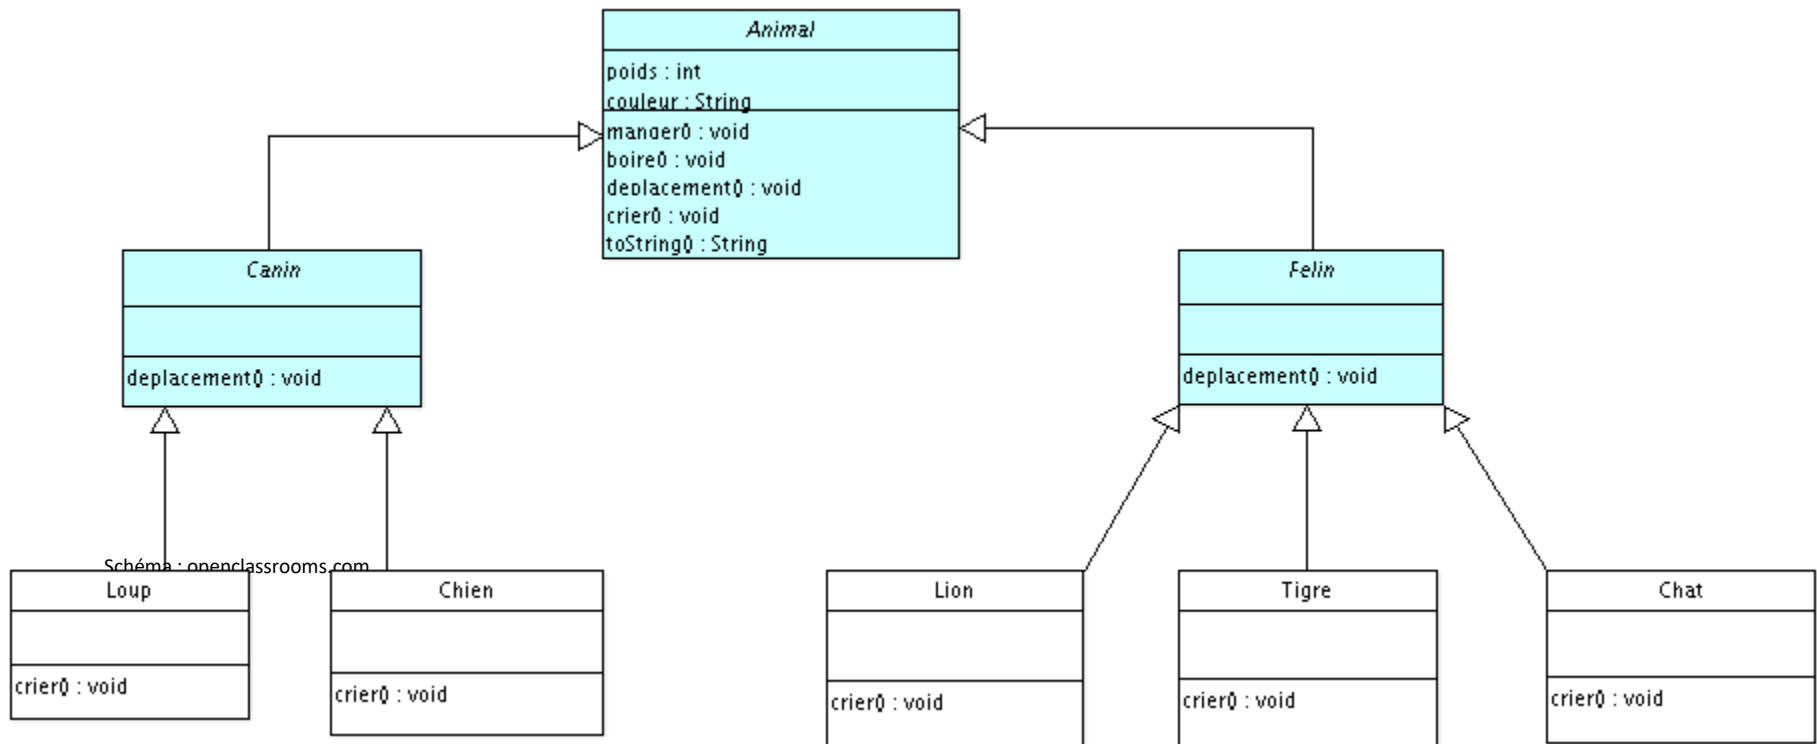 Animal
poids : int
couleur : String
manger() : void
boire() : void
deplacement() : void
crier() : void
toString() : String
Canin
deplacement() : void
Felin
deplacement() : void
Schéma : openclassrooms.com
Loup
crier() : void
Chien
crier() : void
Lion
crier() : void
Tigre
crier() : void
Chat
crier() : void